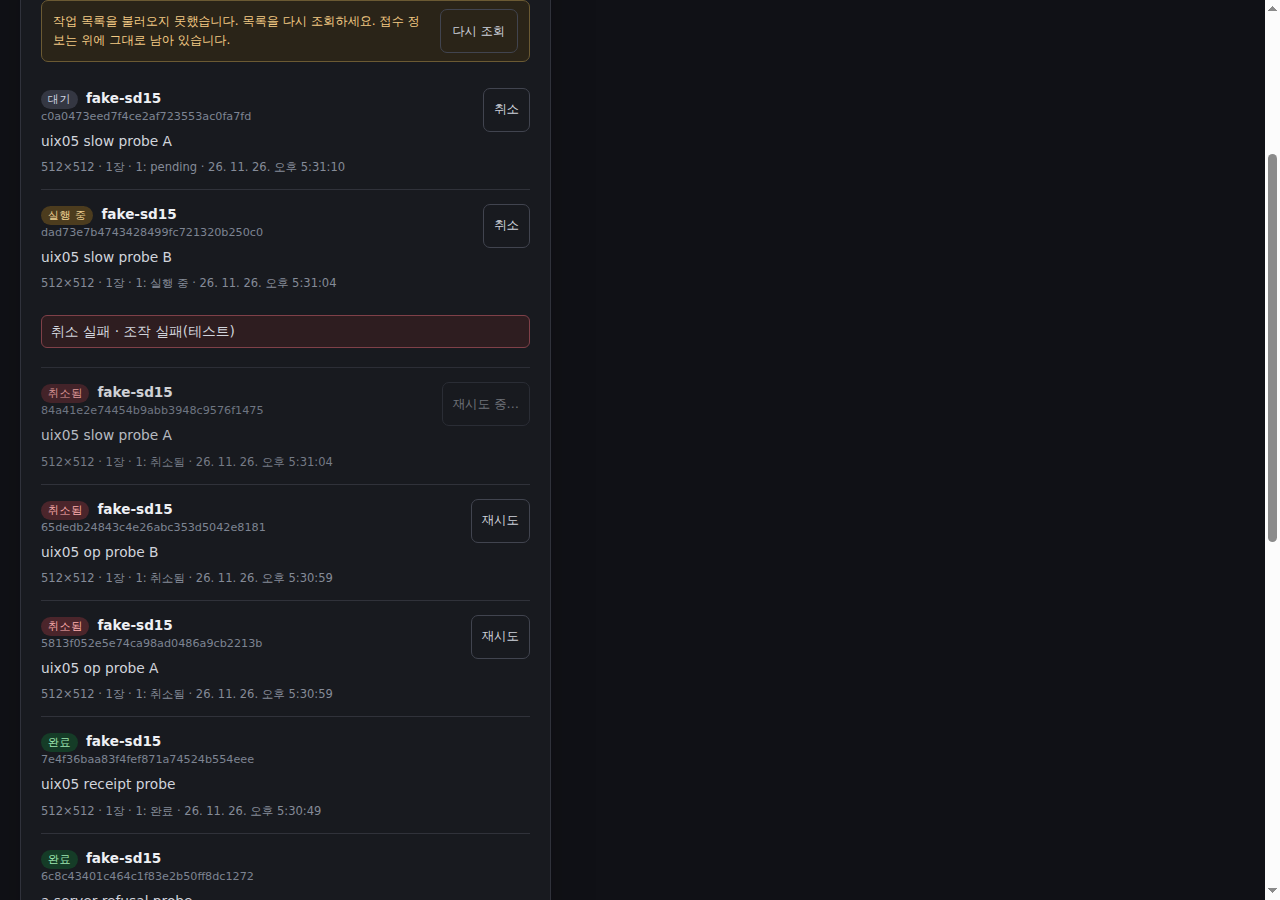 작업 목록을 불러오지 못했습니다. 목록을 다시 조회하세요. 접수 정
보는 위에 그대로 남아 있습니다.
다시 조회
대기 fake-sd15
취소
c0a0473eed7f4ce2af723553ac0fa7fd
uix05 slow probe A
512×512 · 1장 · 1: pending · 26. 11. 26. 오후 5:31:10
실행 중 fake-sd15
취소
dad73e7b4743428499fc721320b250c0
uix05 slow probe B
512×512 · 1장 · 1: 실행 중 · 26. 11. 26. 오후 5:31:04
취소 실패 · 조작 실패(테스트)
취소됨 fake-sd15
재시도 중…
84a41e2e74454b9abb3948c9576f1475
uix05 slow probe A
512×512 · 1장 · 1: 취소됨 · 26. 11. 26. 오후 5:31:04
취소됨 fake-sd15
재시도
65dedb24843c4e26abc353d5042e8181
uix05 op probe B
512×512 · 1장 · 1: 취소됨 · 26. 11. 26. 오후 5:30:59
취소됨 fake-sd15
재시도
5813f052e5e74ca98ad0486a9cb2213b
uix05 op probe A
512×512 · 1장 · 1: 취소됨 · 26. 11. 26. 오후 5:30:59
완료 fake-sd15
7e4f36baa83f4fef871a74524b554eee
uix05 receipt probe
512×512 · 1장 · 1: 완료 · 26. 11. 26. 오후 5:30:49
완료 fake-sd15
6c8c43401c464c1f83e2b50ff8dc1272
a server refusal probe